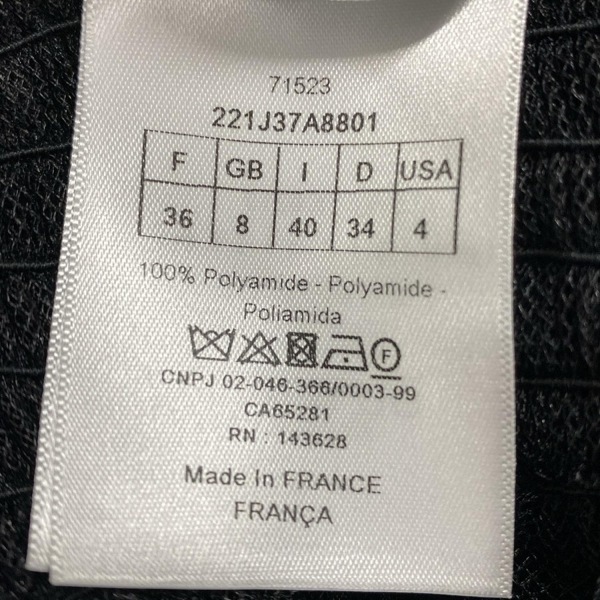 71523
221J37A8801
F GB I D USA
36 8 40 34 4
100% Polyamide - Polyamide -
Poliamida
F
CNPJ 02-046-366/0003-99
CA65281
RN : 143628
Made In FRANCE
FRANÇA